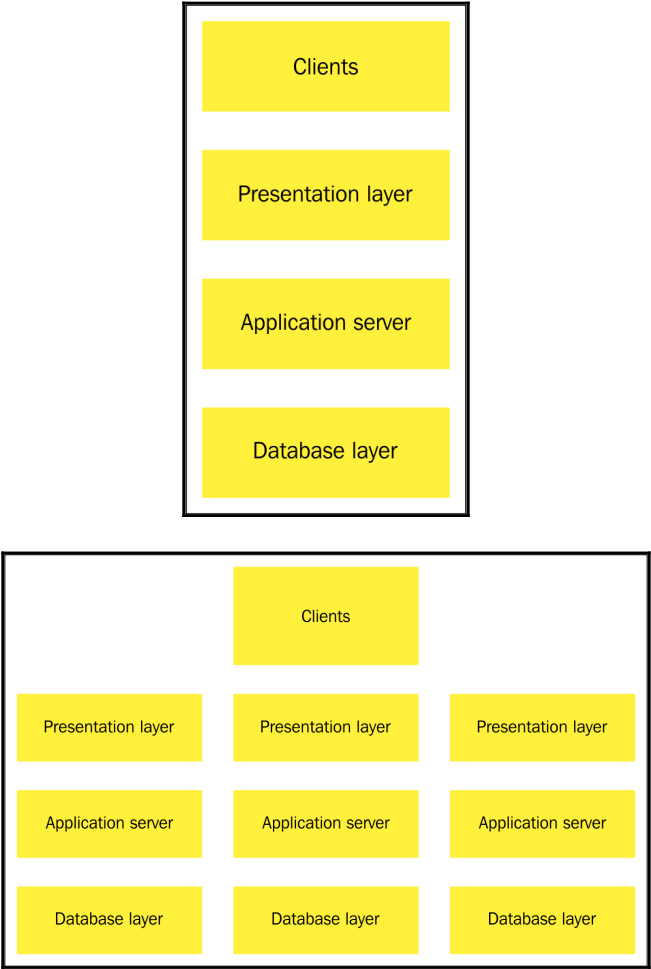 Clients
Presentation layer
Application server
Database layer
Clients
Presentation layer Presentation layer Presentation layer
Application server Application server Application server
Database layer Database layer Database layer